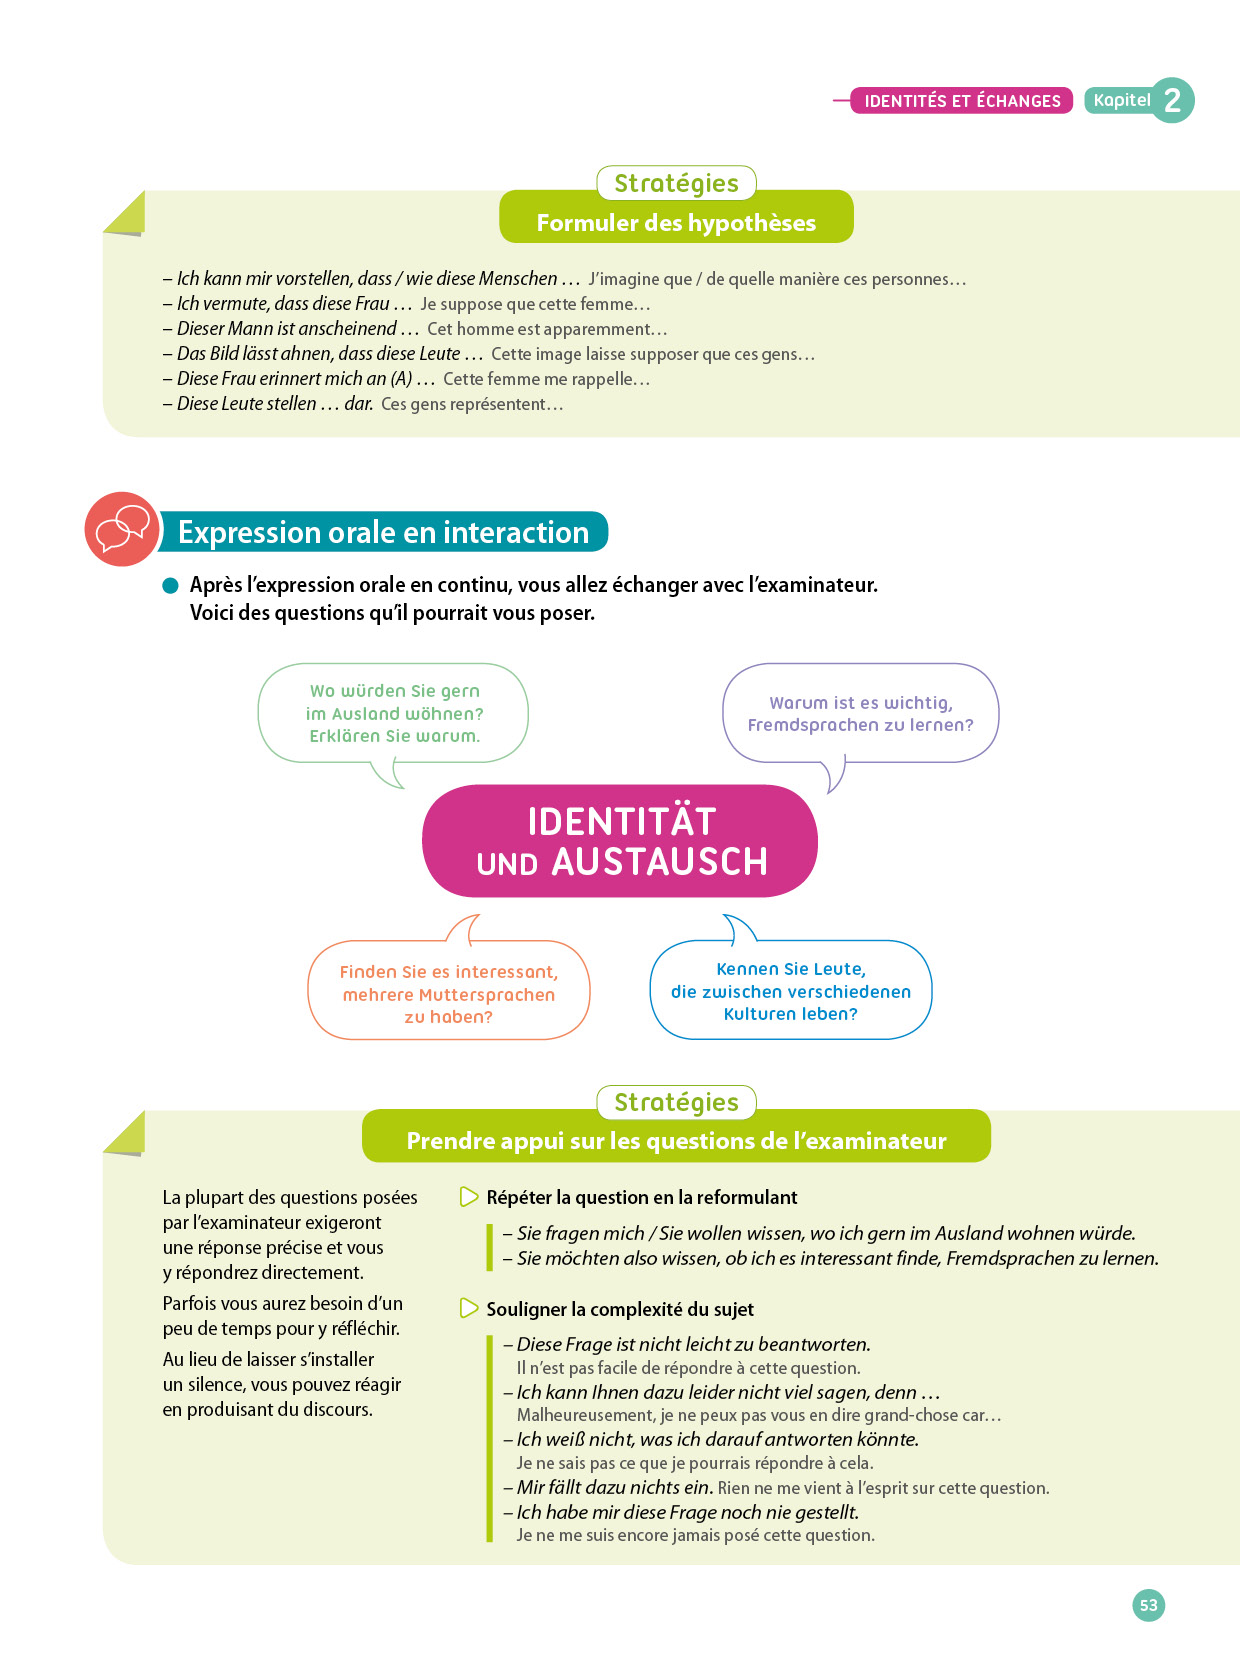 IDENTITÉS ET ÉCHANGES Kapitel 2
Stratégies
Formuler des hypothèses
– Ich kann mir vorstellen, dass / wie diese Menschen … J’imagine que / de quelle manière ces personnes…
– Ich vermute, dass diese Frau … Je suppose que cette femme…
– Dieser Mann ist anscheinend … Cet homme est apparemment…
– Das Bild lässt ahnen, dass diese Leute … Cette image laisse supposer que ces gens…
– Diese Frau erinnert mich an (A) … Cette femme me rappelle…
– Diese Leute stellen … dar. Ces gens représentent…
Expression orale en interaction
Après l’expression orale en continu, vous allez échanger avec l’examinateur.
Voici des questions qu’il pourrait vous poser.
Wo würden Sie gern
im Ausland wöhnen?
Erklären Sie warum.
Warum ist es wichtig,
Fremdsprachen zu lernen?
IDENTITÄT
UND AUSTAUSCH
Finden Sie es interessant,
mehrere Muttersprachen
zu haben?
Kennen Sie Leute,
die zwischen verschiedenen
Kulturen leben?
Stratégies
Prendre appui sur les questions de l’examinateur
La plupart des questions posées
par l’examinateur exigeront
une réponse précise et vous
y répondrez directement.
Parfois vous aurez besoin d’un
peu de temps pour y réfléchir.
Au lieu de laisser s’installer
un silence, vous pouvez réagir
en produisant du discours.
Répéter la question en la reformulant
– Sie fragen mich / Sie wollen wissen, wo ich gern im Ausland wohnen würde.
– Sie möchten also wissen, ob ich es interessant finde, Fremdsprachen zu lernen.
Souligner la complexité du sujet
– Diese Frage ist nicht leicht zu beantworten.
Il n’est pas facile de répondre à cette question.
– Ich kann Ihnen dazu leider nicht viel sagen, denn …
Malheureusement, je ne peux pas vous en dire grand-chose car…
– Ich weiß nicht, was ich darauf antworten könnte.
Je ne sais pas ce que je pourrais répondre à cela.
– Mir fällt dazu nichts ein. Rien ne me vient à l’esprit sur cette question.
– Ich habe mir diese Frage noch nie gestellt.
Je ne me suis encore jamais posé cette question.
53